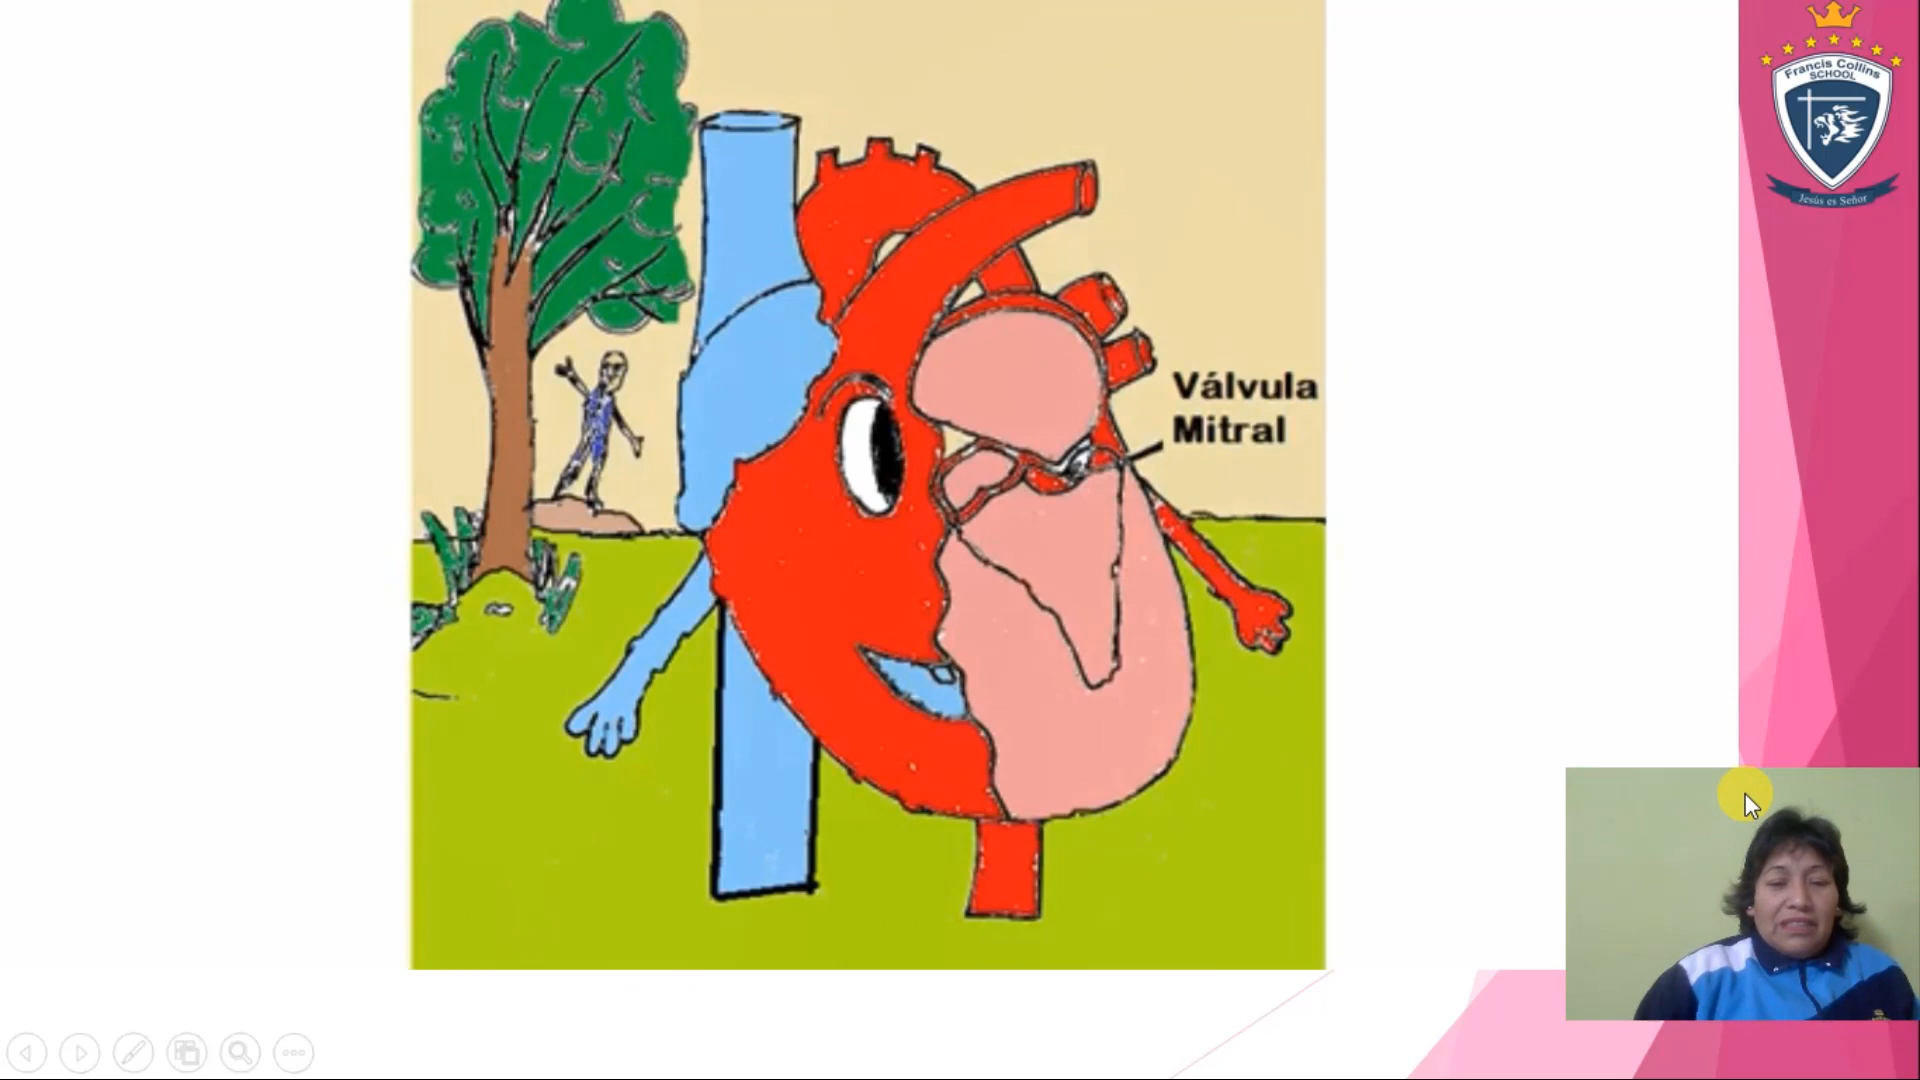 Francis Collins
SCHOOL
Jesús es Señor
Válvula
Mitral